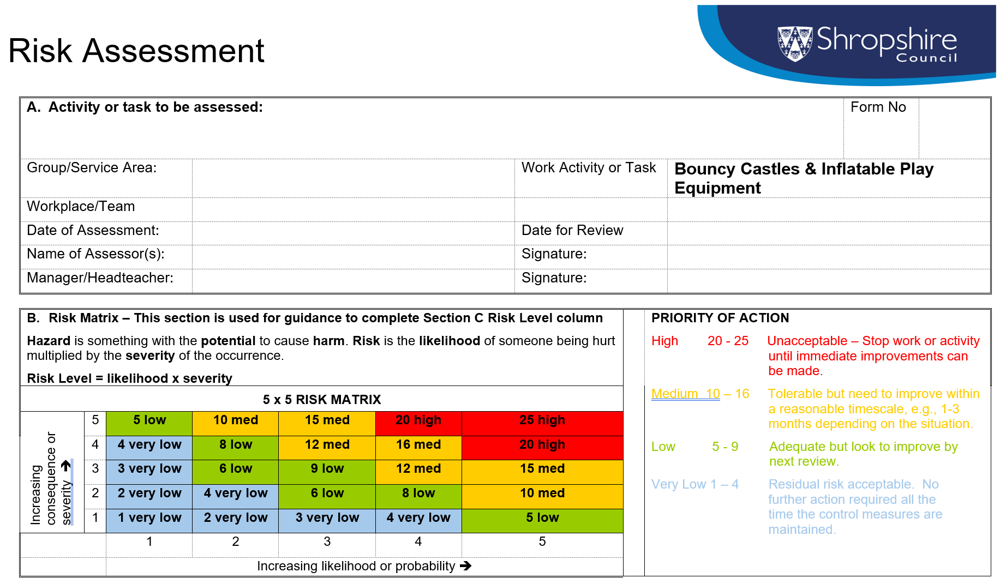 Shropshire
Council
Risk Assessment
A. Activity or task to be assessed:
Form No
Group/Service Area:
Work Activity or Task
Bouncy Castles & Inflatable Play
Equipment
Workplace/Team
Date of Assessment:
Date for Review
Name of Assessor(s):
Signature:
Manager/Headteacher:
Signature:
B. Risk Matrix – This section is used for guidance to complete Section C Risk Level column
Hazard is something with the potential to cause harm. Risk is the likelihood of someone being hurt
multiplied by the severity of the occurrence.
Risk Level = likelihood x severity
5 x 5 RISK MATRIX
Increasing
consequence or
severity ➔
5 5 low 10 med 15 med 20 high 25 high
4 4 very low 8 low 12 med 16 med 20 high
3 3 very low 6 low 9 low 12 med 15 med
2 2 very low 4 very low 6 low 8 low 10 med
1 1 very low 2 very low 3 very low 4 very low 5 low
1 2 3 4 5
Increasing likelihood or probability ➔
PRIORITY OF ACTION
High 20 - 25 Unacceptable – Stop work or activity
until immediate improvements can
be made.
Medium 10 – 16 Tolerable but need to improve within
a reasonable timescale, e.g., 1-3
months depending on the situation.
Low 5 - 9 Adequate but look to improve by
next review.
Very Low 1 – 4 Residual risk acceptable. No
further action required all the
time the control measures are
maintained.